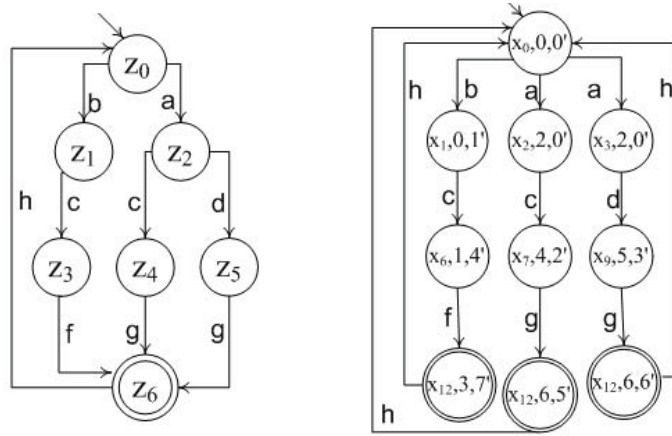 z₀
b
a
z₁
z₂
h
c
c
d
z₃
z₄
z₅
f
g
g
z₆
x₀,0,0'
h
b
a
a
h
x₁,0,1'
x₂,2,0'
x₃,2,0'
c
c
d
x₆,1,4'
x₇,4,2'
x₉,5,3'
f
g
g
x₁₂,3,7'
x₁₂,6,5'
x₁₂,6,6'
h